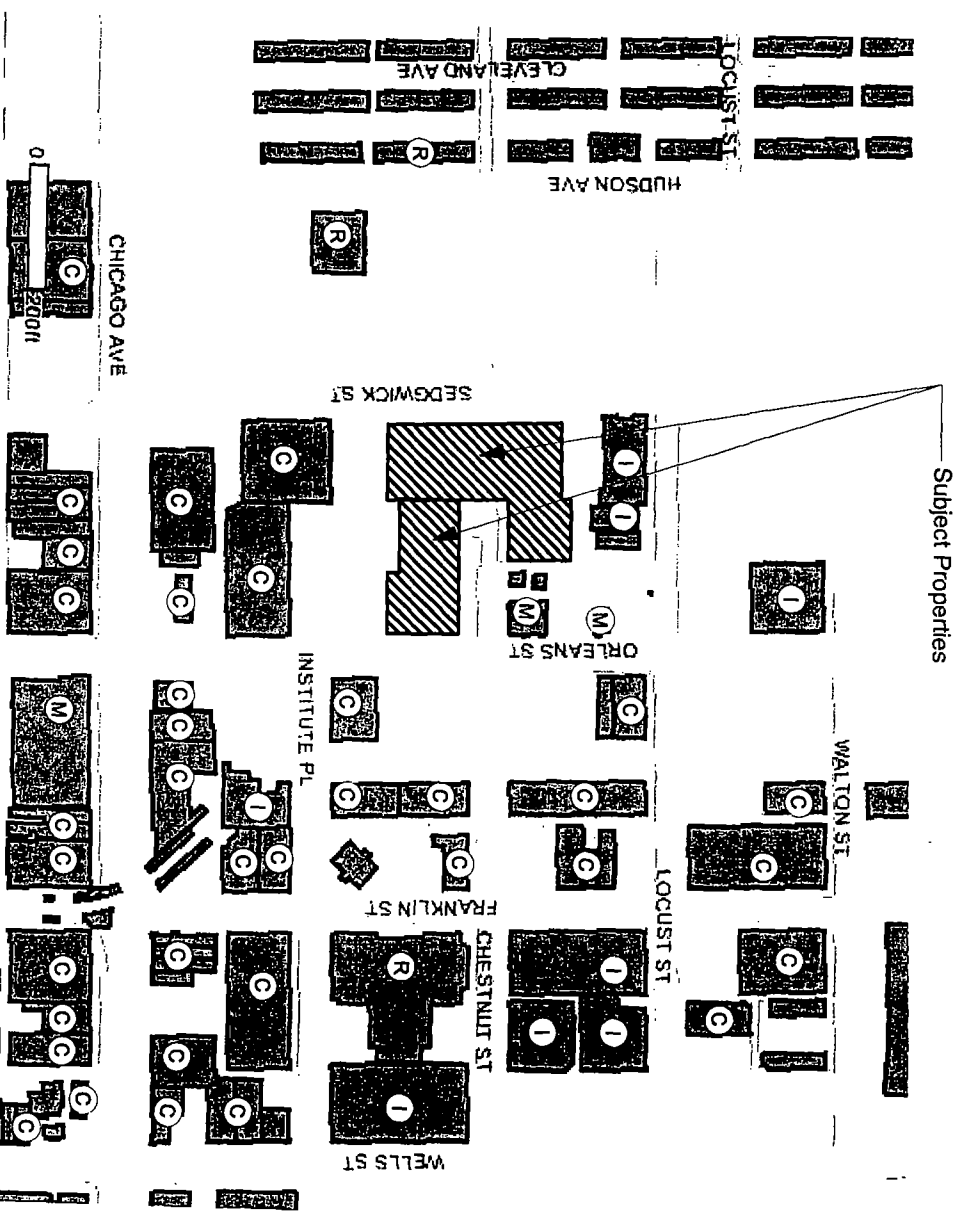 Subject Properties
WALTON ST
I
C
C
C
C
LOCUST ST
LOCUST ST
CLEVELAND AVE
HUDSON AVE
I
I
M
M
ORLEANS ST
C
C
C
I
I
I
CHESTNUT ST
SEDGWICK ST
FRANKLIN ST
WELLS ST
R
R
C
C
C
C
R
I
INSTITUTE PL
C
C
I
C
C
C
C
C
C
C
C
C
C
C
C
CHICAGO AVE
C
C
C
C
M
C
C
C
C
C
C
C
0
200ft